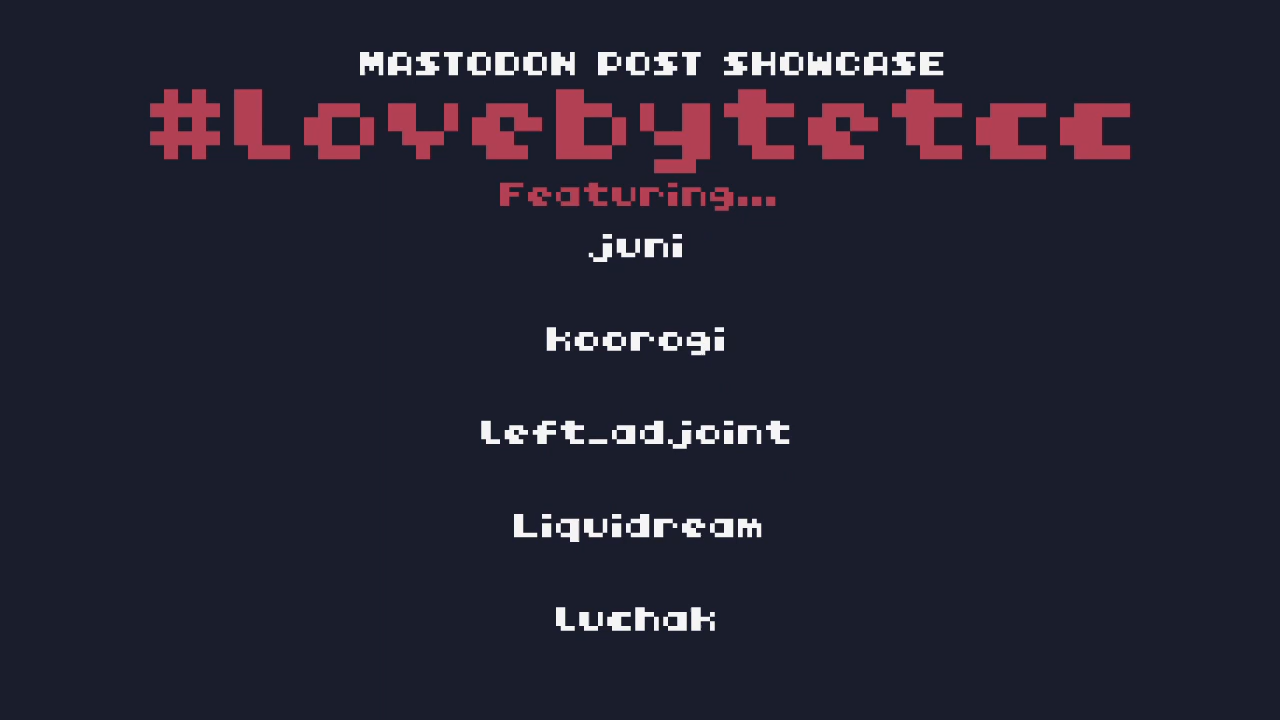 MASTODON POST SHOWCASE
#Lovebytetcc
Featuring...
juni
koorogi
left_adjoint
Liquidream
luchak